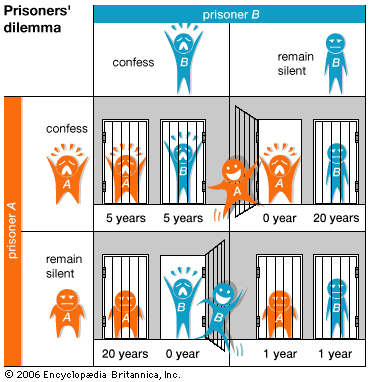 Prisoners'
dilemma
prisoner B
confess
remain
silent
prisoner A
confess
B
B
A
A
B
A
A
B
5 years
5 years
0 year
20 years
remain
silent
A
A
B
B
A
B
20 years
0 year
1 year
1 year
© 2006 Encyclopædia Britannica, Inc.